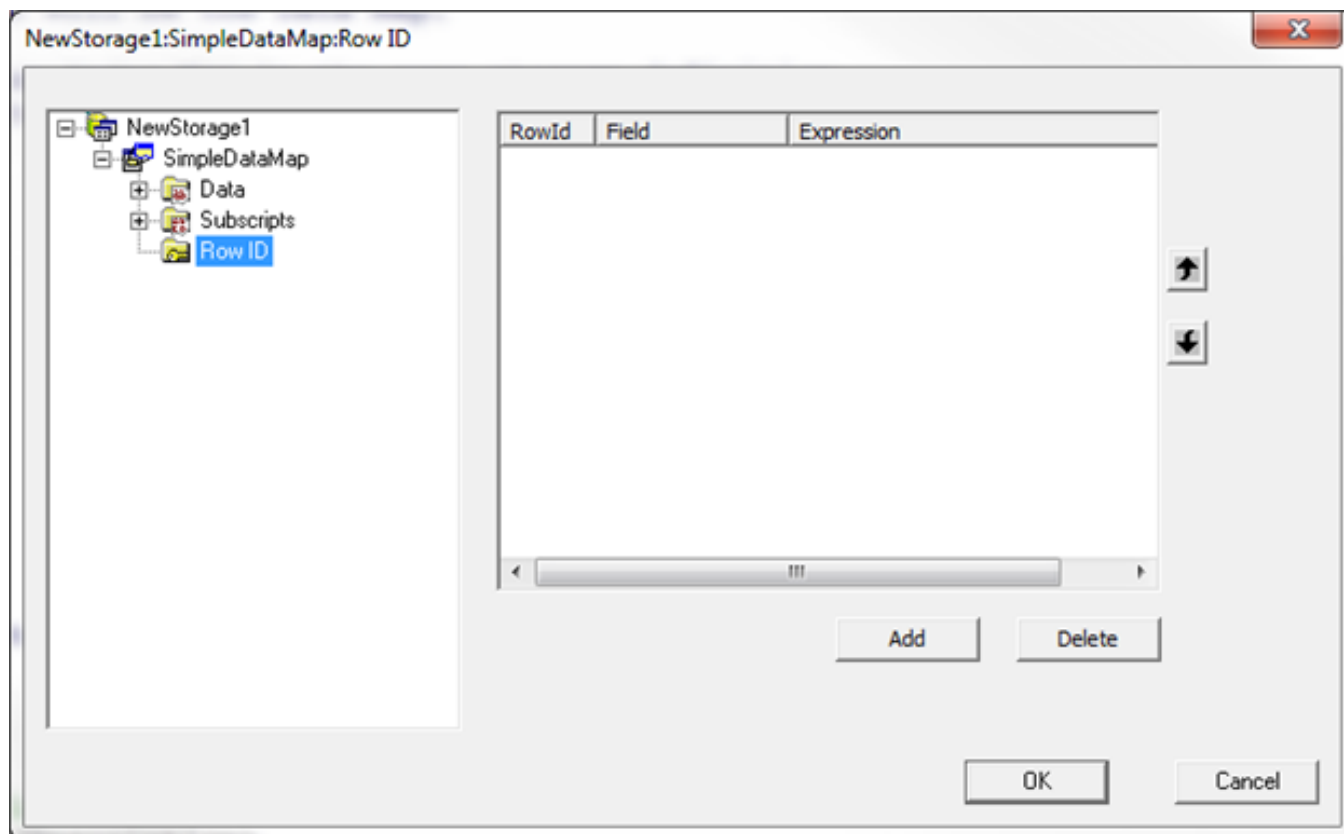 NewStorage1:SimpleDataMap:Row ID
NewStorage1
SimpleDataMap
Data
Subscripts
Row ID
RowId Field Expression
Add Delete
OK Cancel